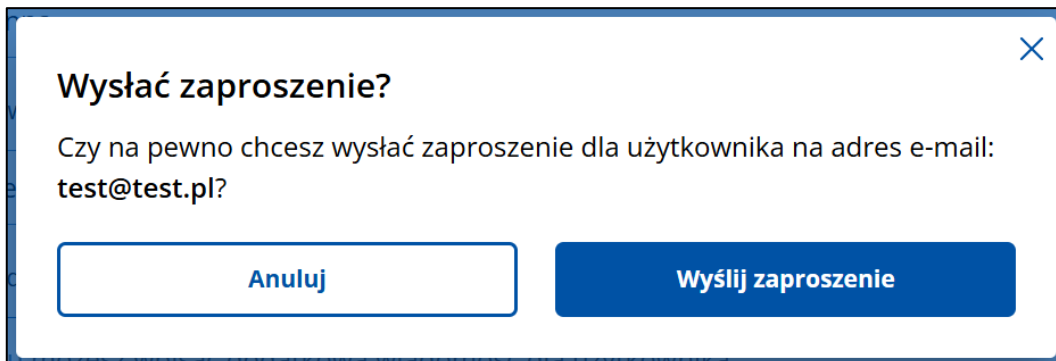 Wysłać zaproszenie?
Czy na pewno chcesz wysłać zaproszenie dla użytkownika na adres e-mail:
test@test.pl?
Anuluj
Wyślij zaproszenie